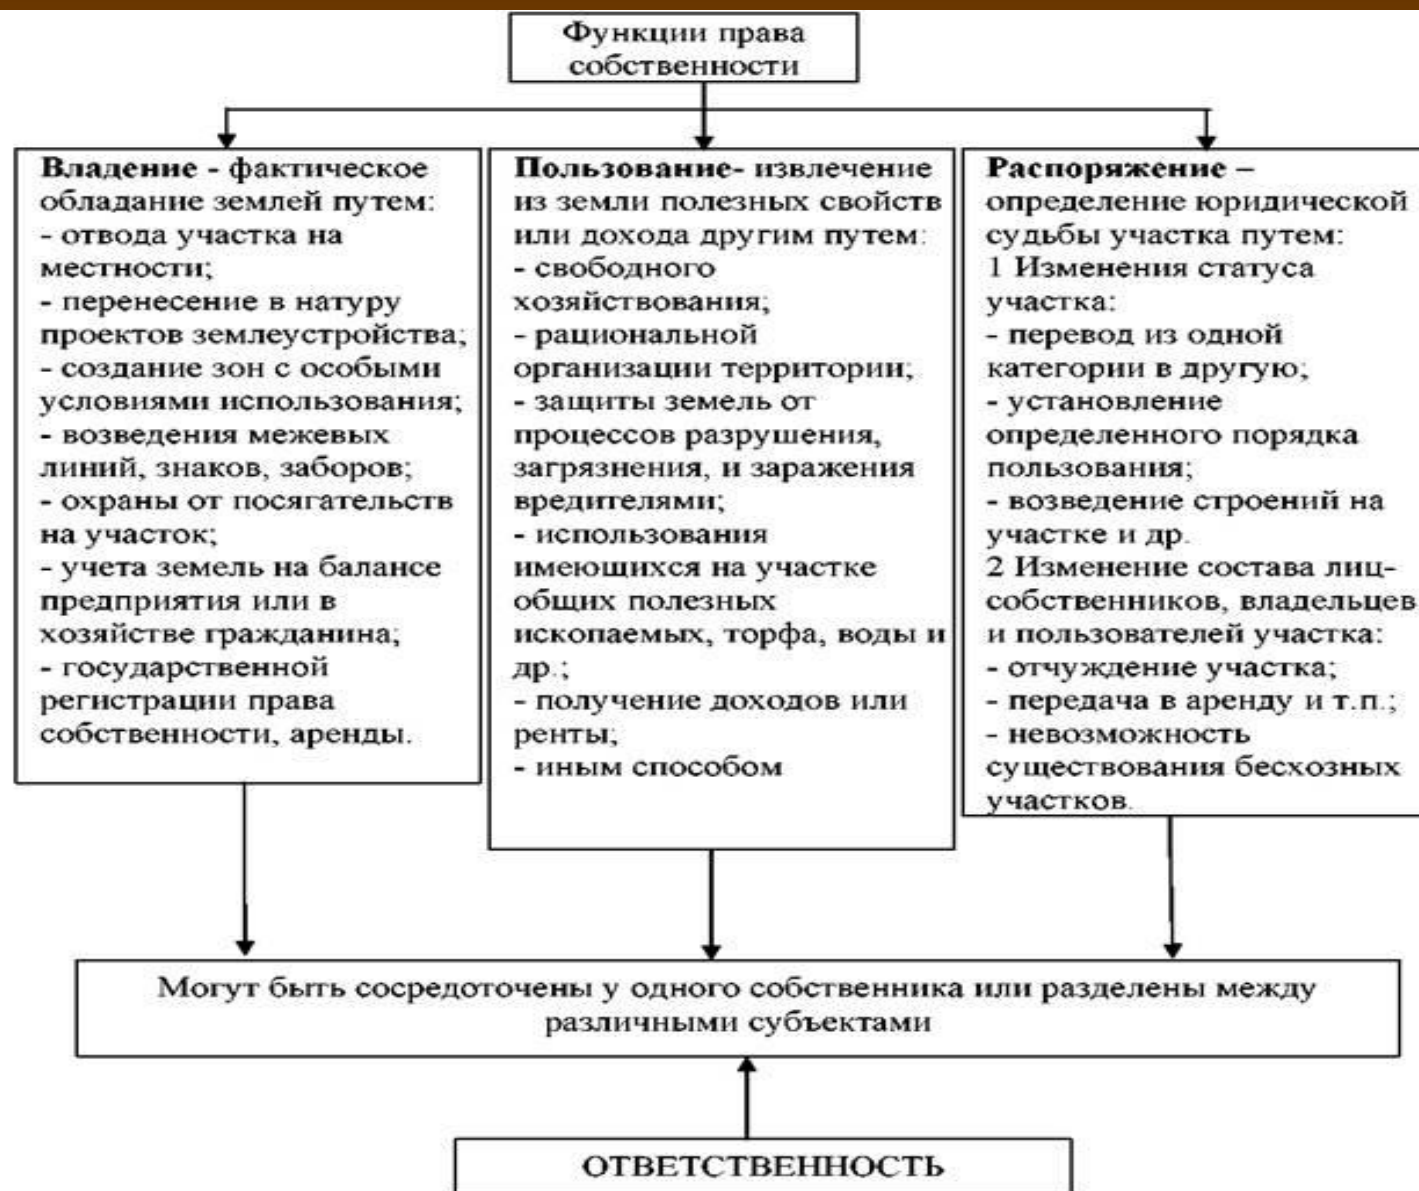 Функции права
собственности
Владение - фактическое
обладание землей путем:
- отвода участка на
местности;
- перенесение в натуру
проектов землеустройства;
- создание зон с особыми
условиями использования;
- возведения межевых
линий, знаков, заборов;
- охраны от посягательств
на участок;
- учета земель на балансе
предприятия или в
хозяйстве гражданина;
- государственной
регистрации права
собственности, аренды.
Пользование- извлечение
из земли полезных свойств
или дохода другим путем:
- свободного
хозяйствования;
- рациональной
организации территории;
- защиты земель от
процессов разрушения,
загрязнения, и заражения
вредителями;
- использования
имеющихся на участке
общих полезных
ископаемых, торфа, воды и
др.;
- получение доходов или
ренты;
- иным способом
Распоряжение –
определение юридической
судьбы участка путем:
1 Изменения статуса
участка:
- перевод из одной
категории в другую;
- установление
определенного порядка
пользования;
- возведение строений на
участке и др.
2 Изменение состава лиц-
собственников, владельцев
и пользователей участка:
- отчуждение участка;
- передача в аренду и т.п.;
- невозможность
существования бесхозных
участков.
Могут быть сосредоточены у одного собственника или разделены между
различными субъектами
ОТВЕТСТВЕННОСТЬ